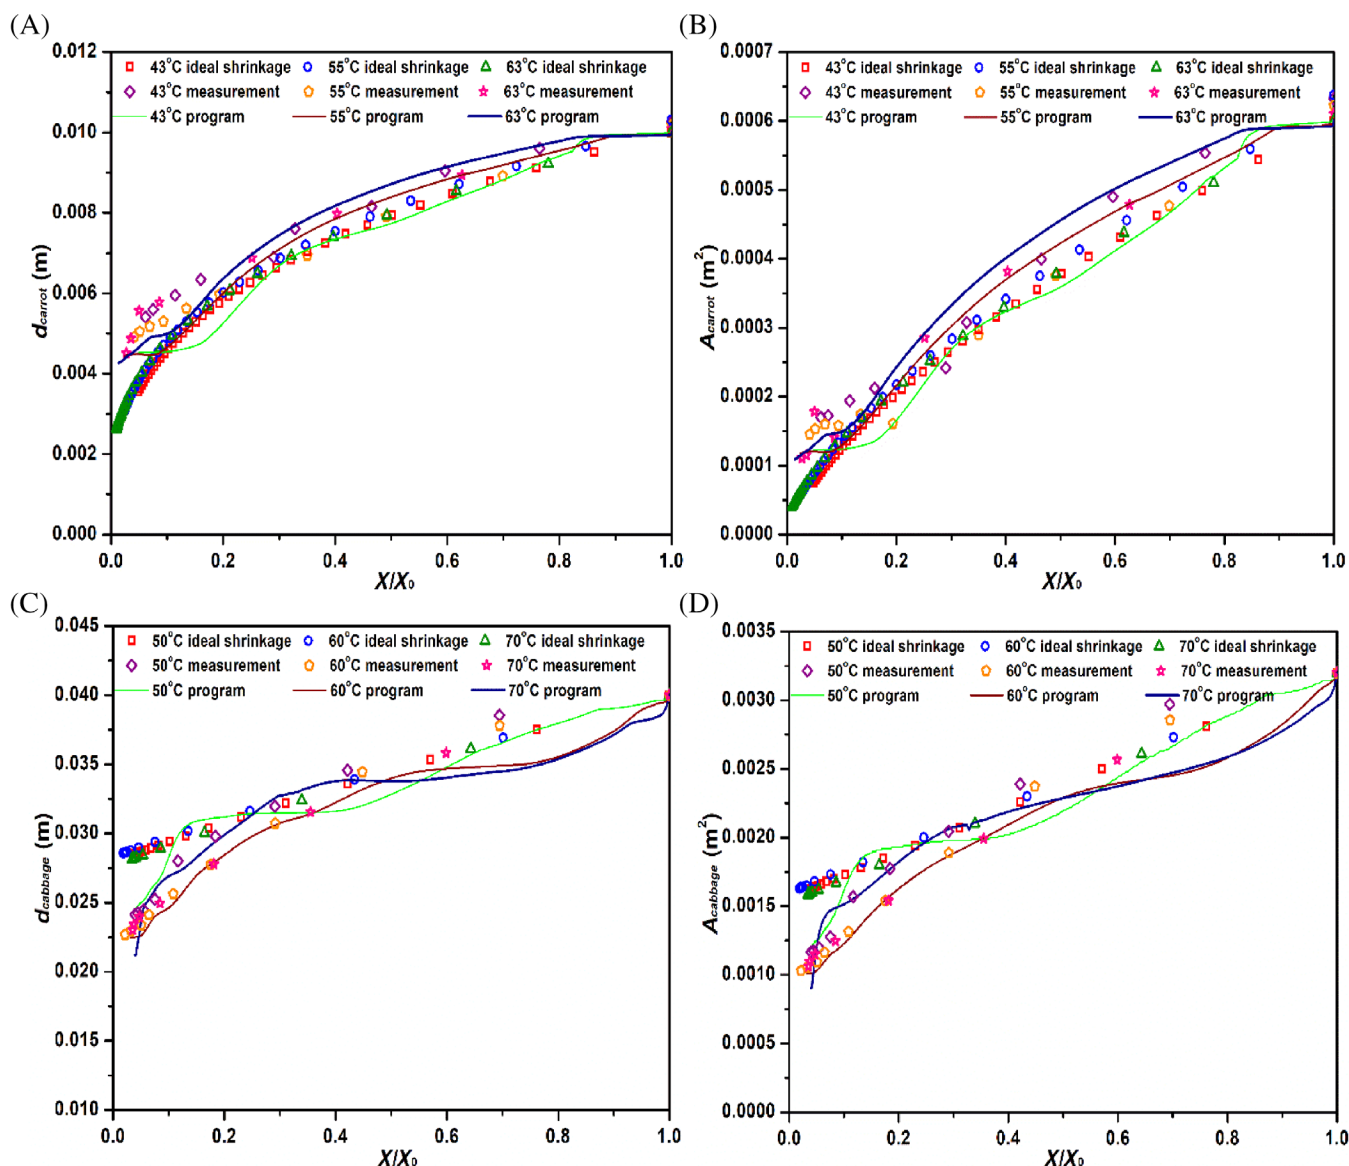 (A)
0.012
0.010
0.008
0.006
0.004
0.002
0.000
d_carrot (m)
43°C ideal shrinkage 55°C ideal shrinkage 63°C ideal shrinkage
43°C measurement 55°C measurement 63°C measurement
43°C program 55°C program 63°C program
0.0 0.2 0.4 0.6 0.8 1.0
X/X₀
(B)
0.0007
0.0006
0.0005
0.0004
0.0003
0.0002
0.0001
0.0000
A_carrot (m²)
43°C ideal shrinkage 55°C ideal shrinkage 63°C ideal shrinkage
43°C measurement 55°C measurement 63°C measurement
43°C program 55°C program 63°C program
0.0 0.2 0.4 0.6 0.8 1.0
X/X₀
(C)
0.045
0.040
0.035
0.030
0.025
0.020
0.015
0.010
d_cabbage (m)
50°C ideal shrinkage 60°C ideal shrinkage 70°C ideal shrinkage
50°C measurement 60°C measurement 70°C measurement
50°C program 60°C program 70°C program
0.0 0.2 0.4 0.6 0.8 1.0
X/X₀
(D)
0.0035
0.0030
0.0025
0.0020
0.0015
0.0010
0.0005
0.0000
A_cabbage (m²)
50°C ideal shrinkage 60°C ideal shrinkage 70°C ideal shrinkage
50°C measurement 60°C measurement 70°C measurement
50°C program 60°C program 70°C program
0.0 0.2 0.4 0.6 0.8 1.0
X/X₀